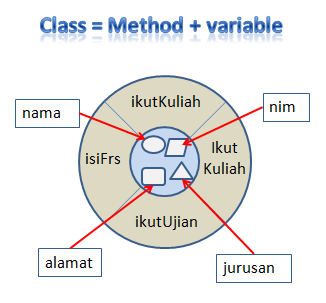 Class = Method + variable
ikutKuliah
nama
nim
isiFrs
Ikut
Kuliah
ikutUjian
alamat
jurusan